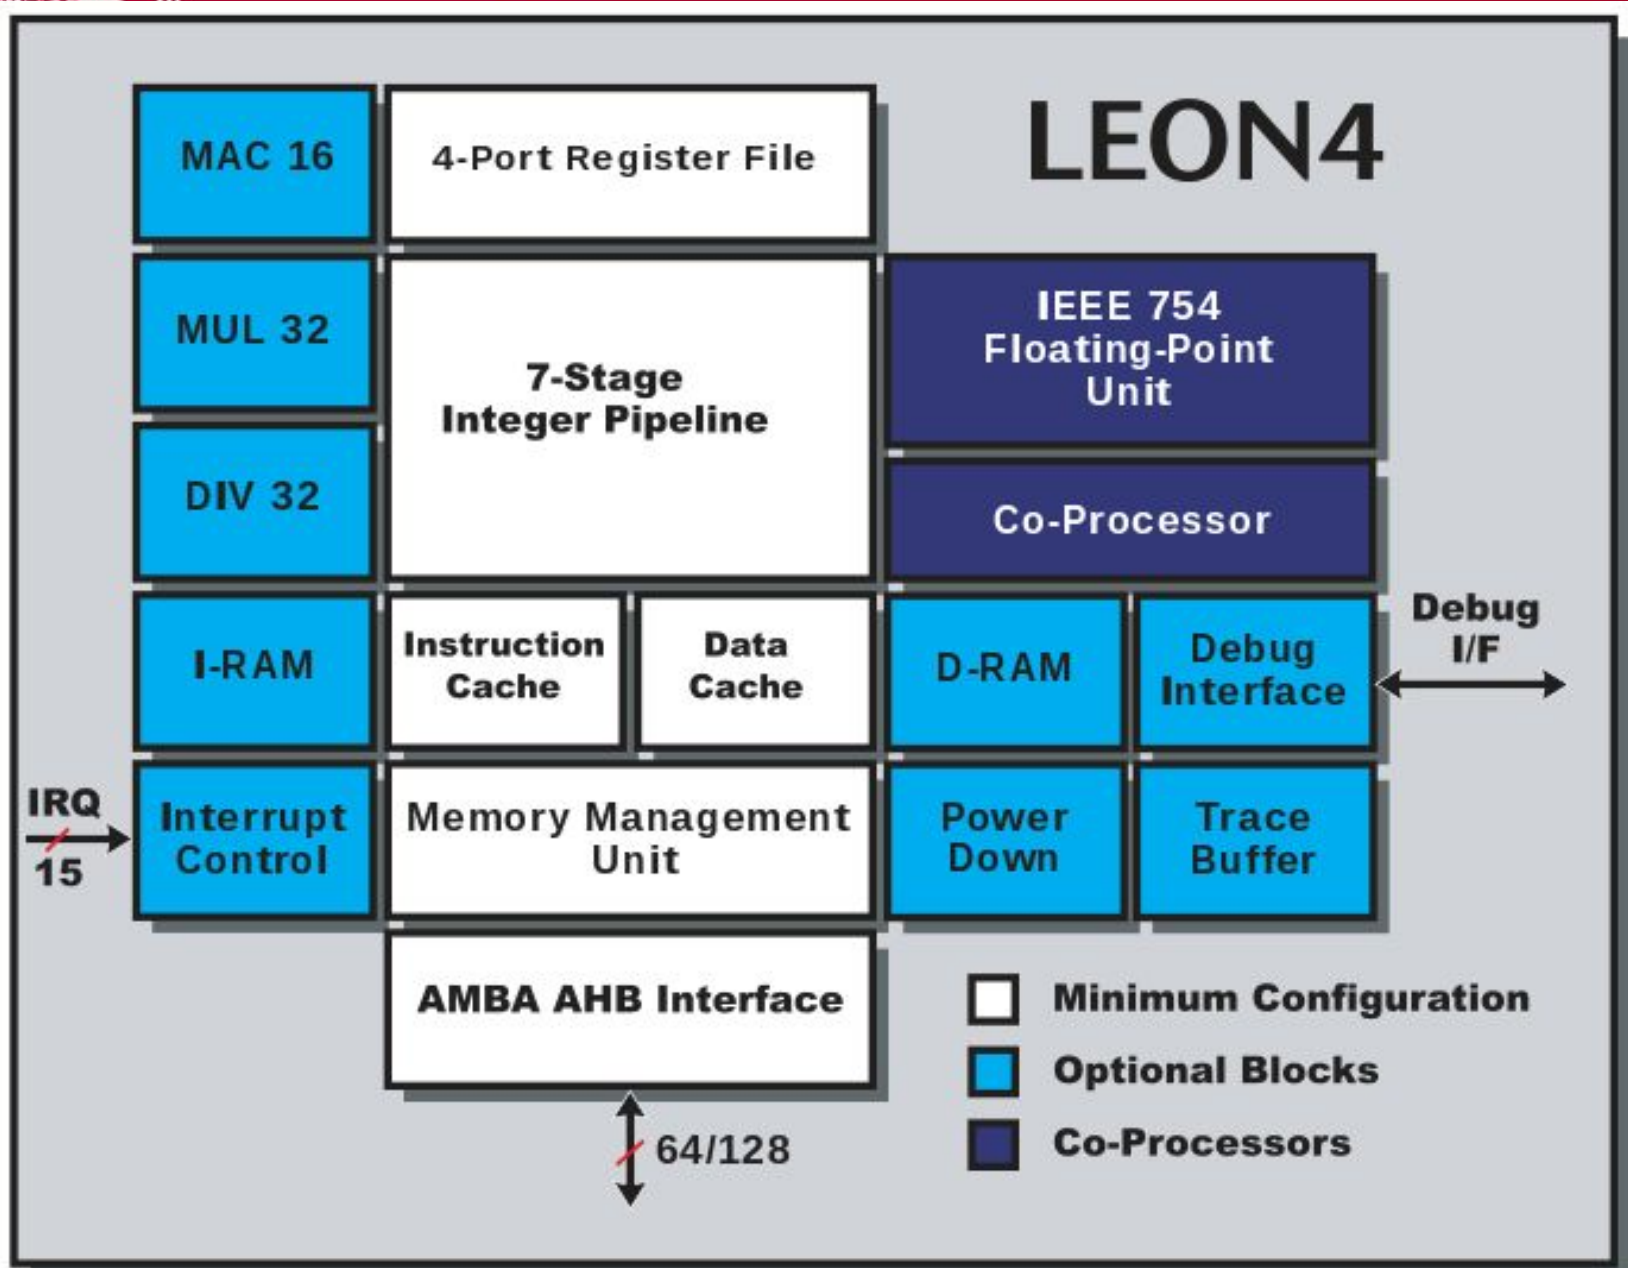 LEON4
MAC 16
4-Port Register File
MUL 32
7-Stage
Integer Pipeline
IEEE 754
Floating-Point
Unit
DIV 32
Co-Processor
I-RAM
Instruction
Cache
Data
Cache
D-RAM
Debug
Interface
Debug
I/F
IRQ
15
Interrupt
Control
Memory Management
Unit
Power
Down
Trace
Buffer
AMBA AHB Interface
64/128
Minimum Configuration
Optional Blocks
Co-Processors